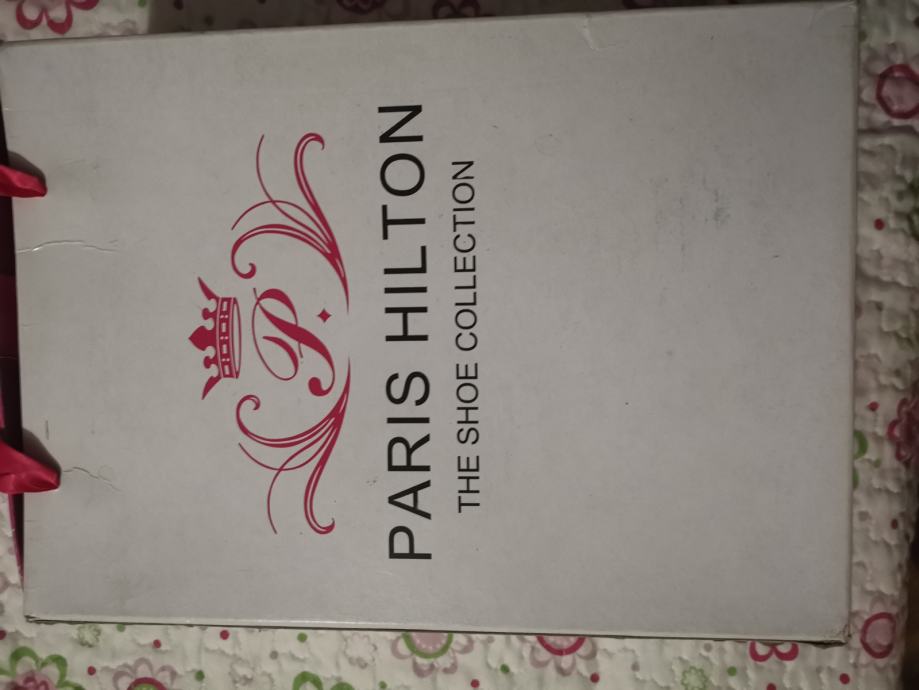 P.
PARIS HILTON
THE SHOE COLLECTION